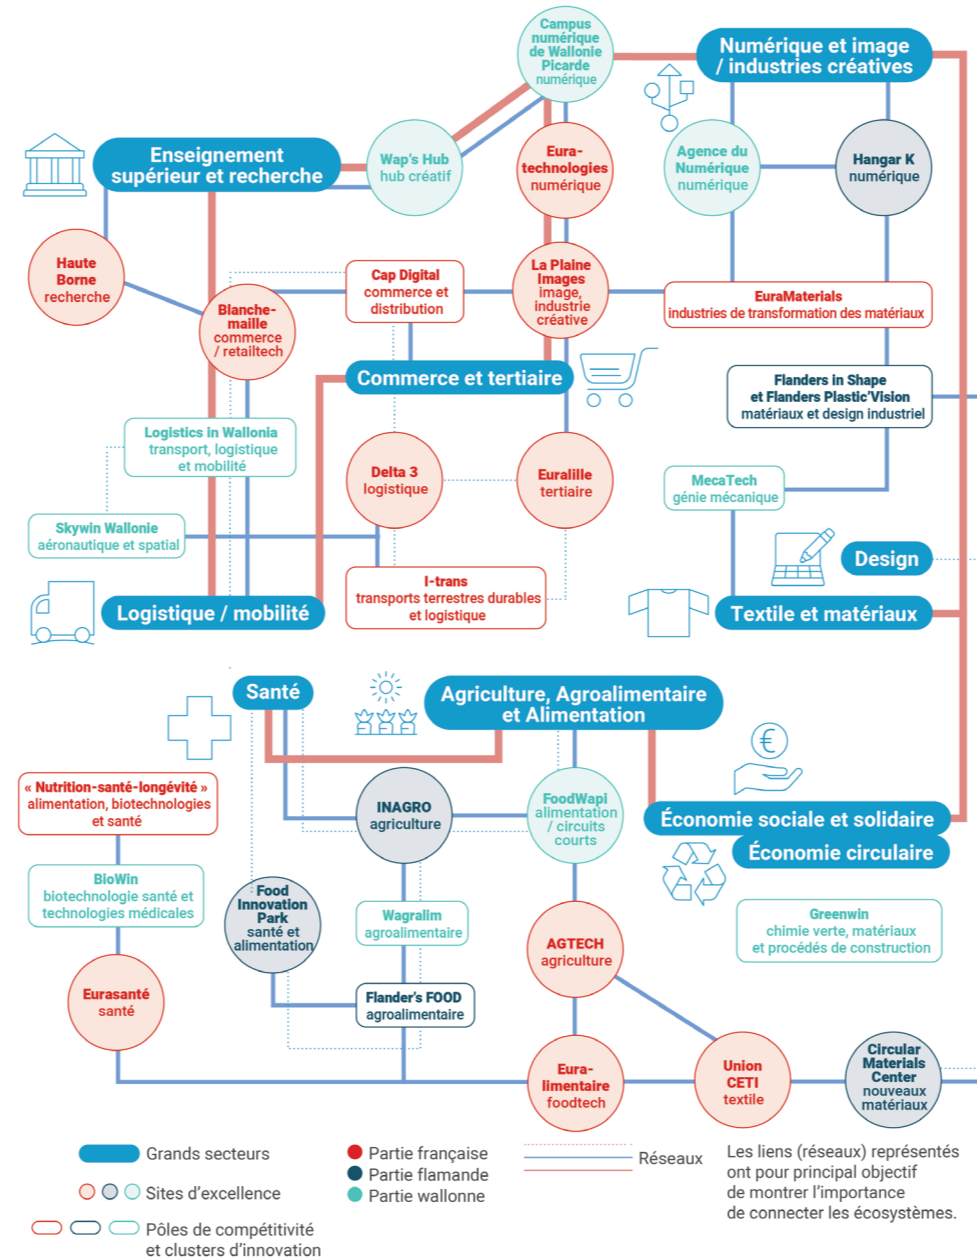 Campus
numérique
de Wallonie
Picarde
numérique
Numérique et image
/ industries créatives
Enseignement
supérieur et recherche
Wap's Hub
hub créatif
Eura-
technologies
numérique
Agence du
Numérique
numérique
Hangar K
numérique
Haute
Borne
recherche
Blanche-
maille
commerce
/ retailtech
Cap Digital
commerce et
distribution
La Plaine
Images
image,
industrie
créative
EuraMaterials
industries de transformation des matériaux
Commerce et tertiaire
Flanders in Shape
et Flanders Plastic'Vision
matériaux et design industriel
Logistics in Wallonia
transport, logistique
et mobilité
Delta 3
logistique
Euralille
tertiaire
MecaTech
génie mécanique
Skywin Wallonie
aéronautique et spatial
Design
I-trans
transports terrestres durables
et logistique
Logistique / mobilité
Textile et matériaux
Santé
Agriculture, Agroalimentaire
et Alimentation
€
« Nutrition-santé-longévité »
alimentation, biotechnologies
et santé
INAGRO
agriculture
FoodWapi
alimentation
/ circuits
courts
Économie sociale et solidaire
Économie circulaire
BioWin
biotechnologie santé et
technologies médicales
Food
Innovation
Park
santé et
alimentation
Wagralim
agroalimentaire
Greenwin
chimie verte, matériaux
et procédés de construction
AGTECH
agriculture
Eurasanté
santé
Flander's FOOD
agroalimentaire
Eura-
limentaire
foodtech
Union
CETI
textile
Circular
Materials
Center
nouveaux
matériaux
Grands secteurs
Sites d'excellence
Pôles de compétitivité
et clusters d'innovation
Partie française
Partie flamande
Partie wallonne
Réseaux
Les liens (réseaux) représentés
ont pour principal objectif
de montrer l'importance
de connecter les écosystèmes.